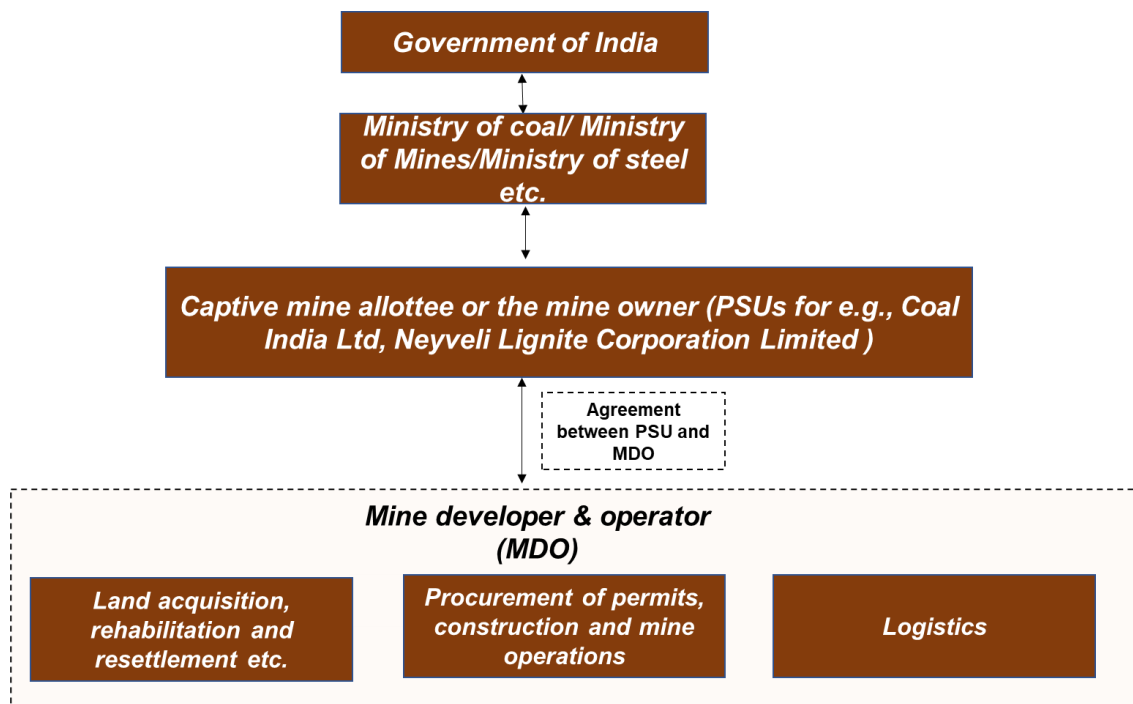 Government of India
Ministry of coal/ Ministry
of Mines/Ministry of steel
etc.
Captive mine allottee or the mine owner (PSUs for e.g., Coal
India Ltd, Neyveli Lignite Corporation Limited )
Agreement
between PSU and
MDO
Mine developer & operator
(MDO)
Land acquisition,
rehabilitation and
resettlement etc.
Procurement of permits,
construction and mine
operations
Logistics